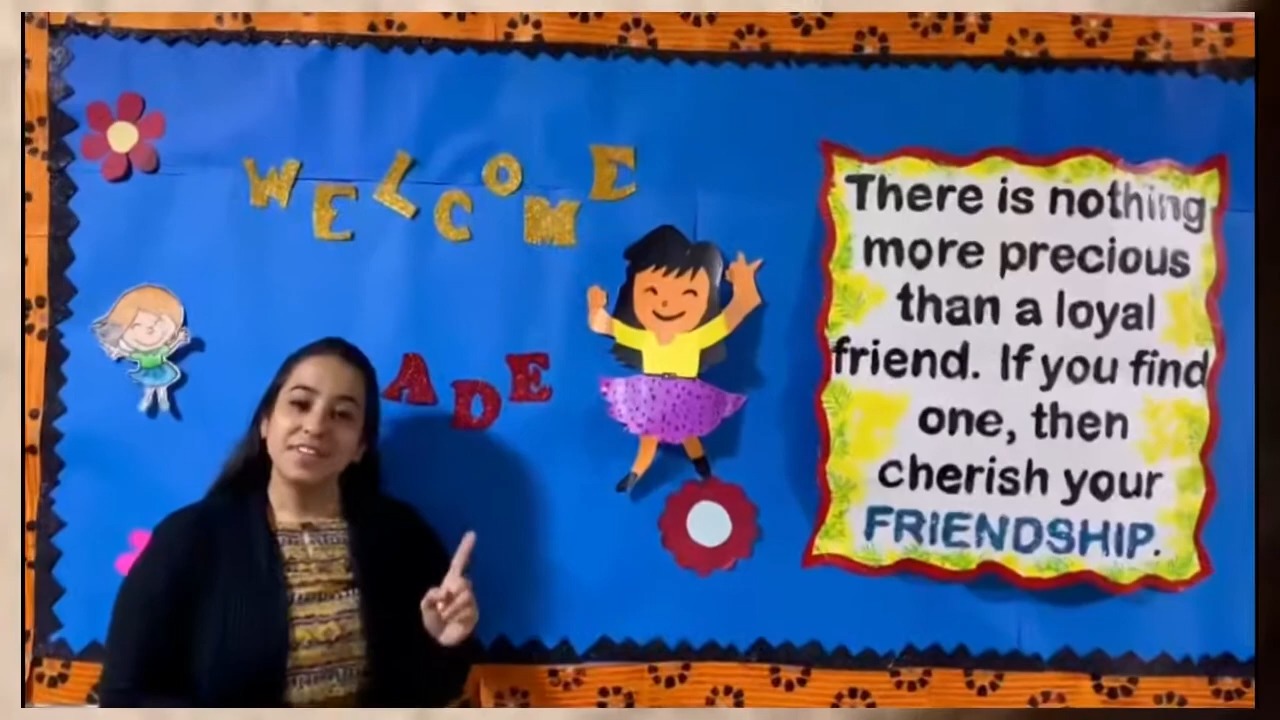 WELCOME
ADE
There is nothing
more precious
than a loyal
friend. If you find
one, then
cherish your
FRIENDSHIP.